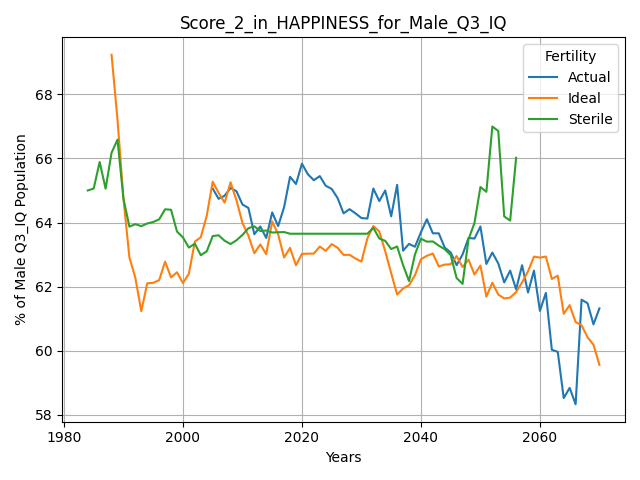 Score_2_in_HAPPINESS_for_Male_Q3_IQ
% of Male Q3_IQ Population
68
66
64
62
60
58
Fertility
Actual
Ideal
Sterile
1980
2000
2020
2040
2060
Years